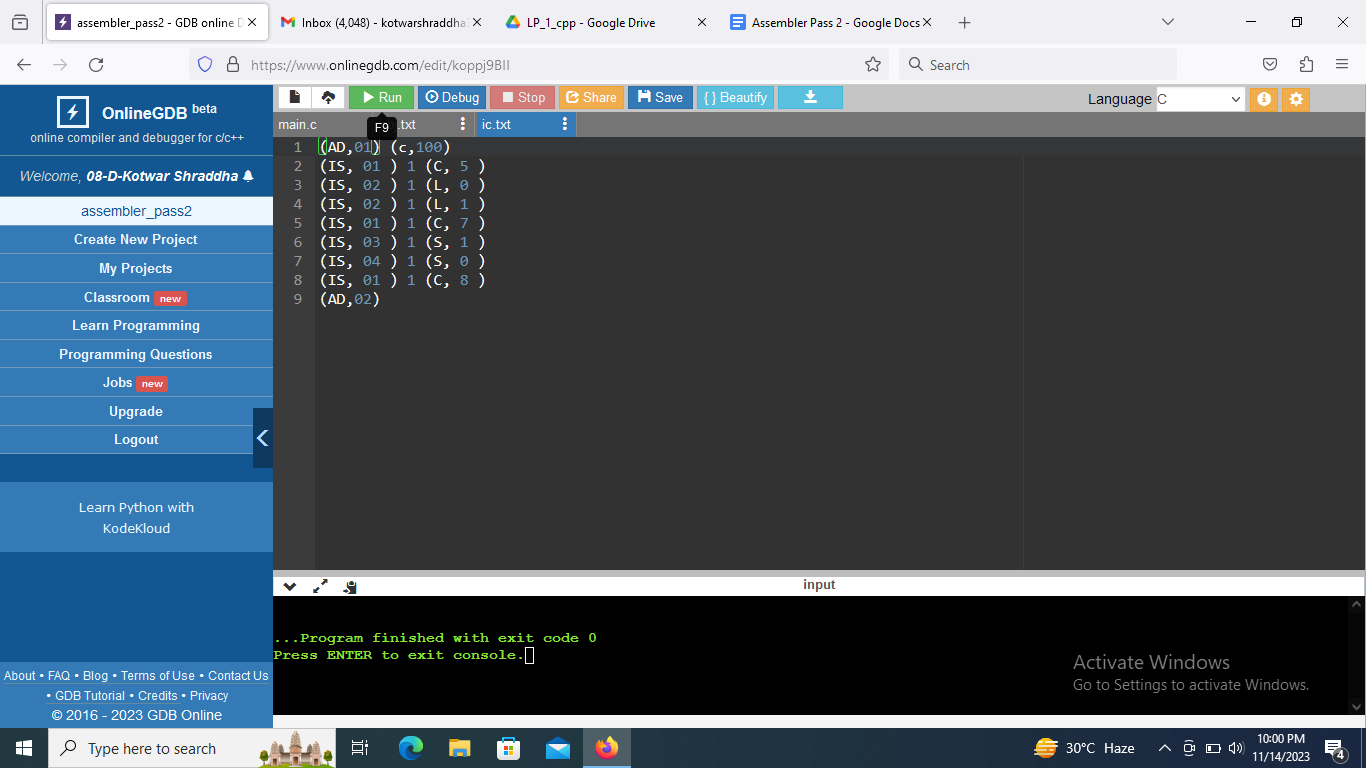 assembler_pass2 - GDB online D
Inbox (4,048) - kotwarshraddha
LP_1_cpp - Google Drive
Assembler Pass 2 - Google Docs
https://www.onlinegdb.com/edit/koppj9BII
Search
OnlineGDB beta
online compiler and debugger for c/c++
Welcome, 08-D-Kotwar Shraddha
assembler_pass2
Create New Project
My Projects
Classroom new
Learn Programming
Programming Questions
Jobs new
Upgrade
Logout
Learn Python with
KodeKloud
About • FAQ • Blog • Terms of Use • Contact Us
• GDB Tutorial • Credits • Privacy
© 2016 - 2023 GDB Online
Run
Debug
Stop
Share
Save
{ } Beautify
Language C
main.c
.txt
ic.txt
F9
1 (AD,01) (c,100)
2 (IS, 01 ) 1 (C, 5 )
3 (IS, 02 ) 1 (L, 0 )
4 (IS, 02 ) 1 (L, 1 )
5 (IS, 01 ) 1 (C, 7 )
6 (IS, 03 ) 1 (S, 1 )
7 (IS, 04 ) 1 (S, 0 )
8 (IS, 01 ) 1 (C, 8 )
9 (AD,02)
input
...Program finished with exit code 0
Press ENTER to exit console.
Activate Windows
Go to Settings to activate Windows.
Type here to search
30°C Haze
10:00 PM
11/14/2023
4